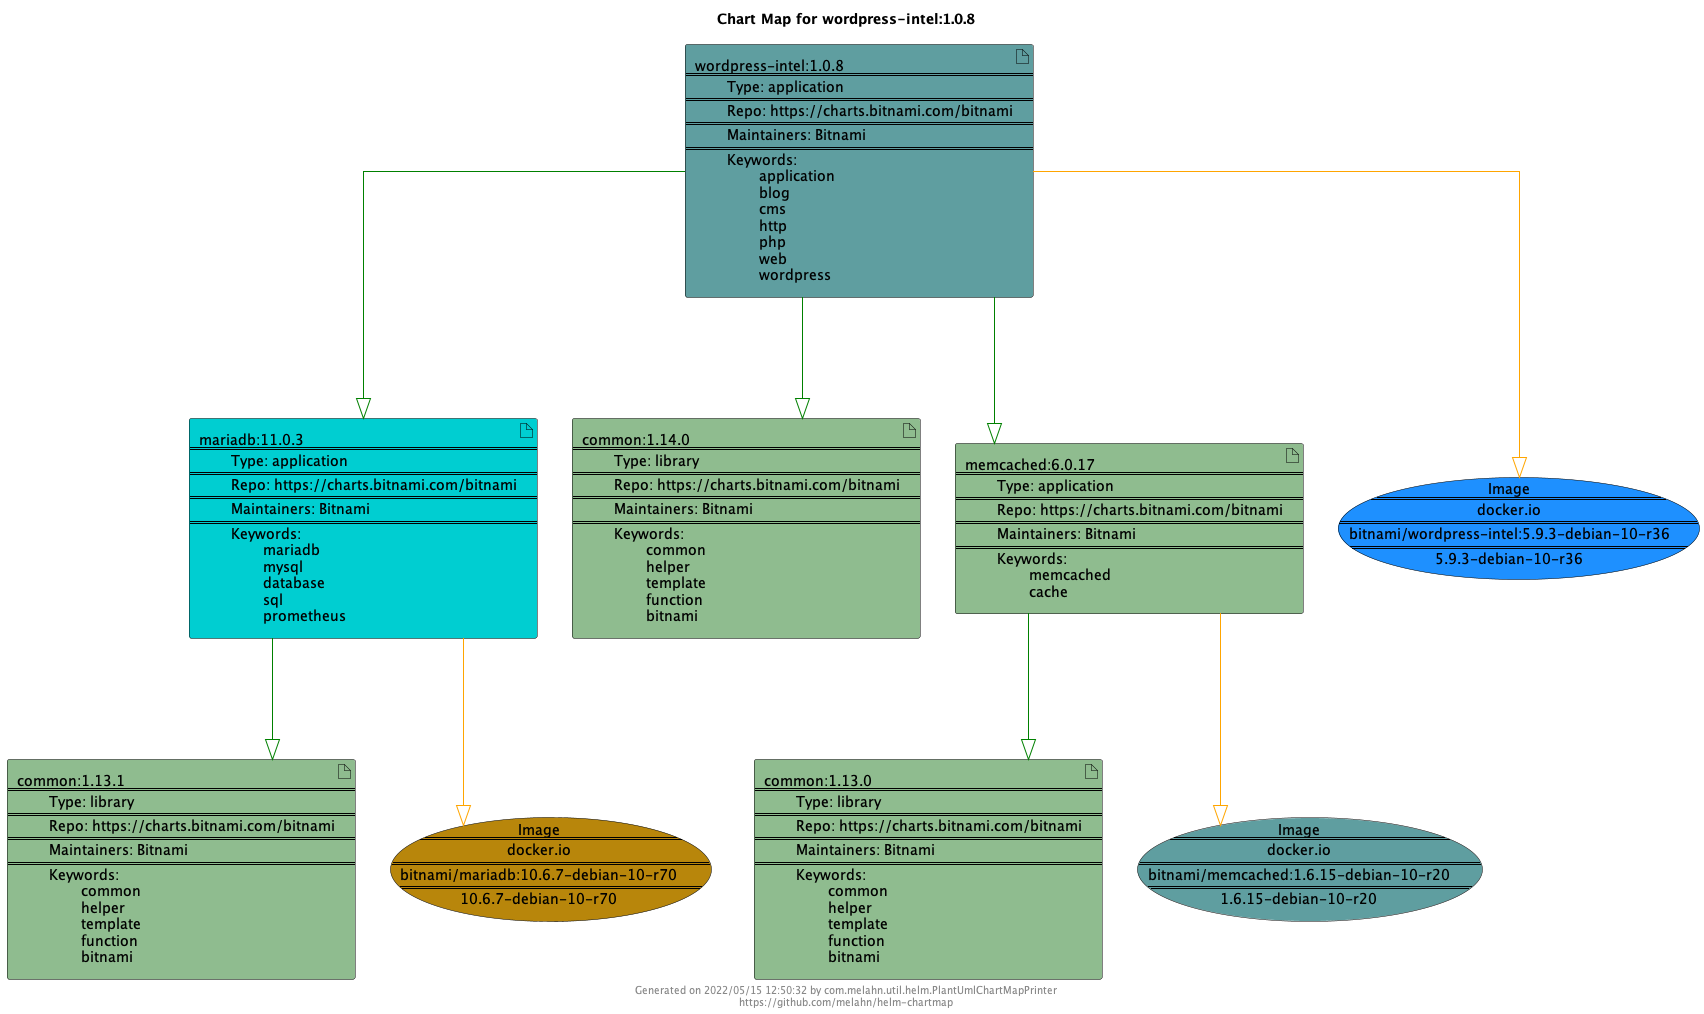 Chart Map for wordpress-intel:1.0.8
wordpress-intel:1.0.8
Type: application
Repo: https://charts.bitnami.com/bitnami
Maintainers: Bitnami
Keywords:
application
blog
cms
http
php
web
wordpress
mariadb:11.0.3
Type: application
Repo: https://charts.bitnami.com/bitnami
Maintainers: Bitnami
Keywords:
mariadb
mysql
database
sql
prometheus
common:1.14.0
Type: library
Repo: https://charts.bitnami.com/bitnami
Maintainers: Bitnami
Keywords:
common
helper
template
function
bitnami
memcached:6.0.17
Type: application
Repo: https://charts.bitnami.com/bitnami
Maintainers: Bitnami
Keywords:
memcached
cache
Image
docker.io
bitnami/wordpress-intel:5.9.3-debian-10-r36
5.9.3-debian-10-r36
common:1.13.1
Type: library
Repo: https://charts.bitnami.com/bitnami
Maintainers: Bitnami
Keywords:
common
helper
template
function
bitnami
Image
docker.io
bitnami/mariadb:10.6.7-debian-10-r70
10.6.7-debian-10-r70
common:1.13.0
Type: library
Repo: https://charts.bitnami.com/bitnami
Maintainers: Bitnami
Keywords:
common
helper
template
function
bitnami
Image
docker.io
bitnami/memcached:1.6.15-debian-10-r20
1.6.15-debian-10-r20
Generated on 2022/05/15 12:50:32 by com.melahn.util.helm.PlantUmlChartMapPrinter
https://github.com/melahn/helm-chartmap